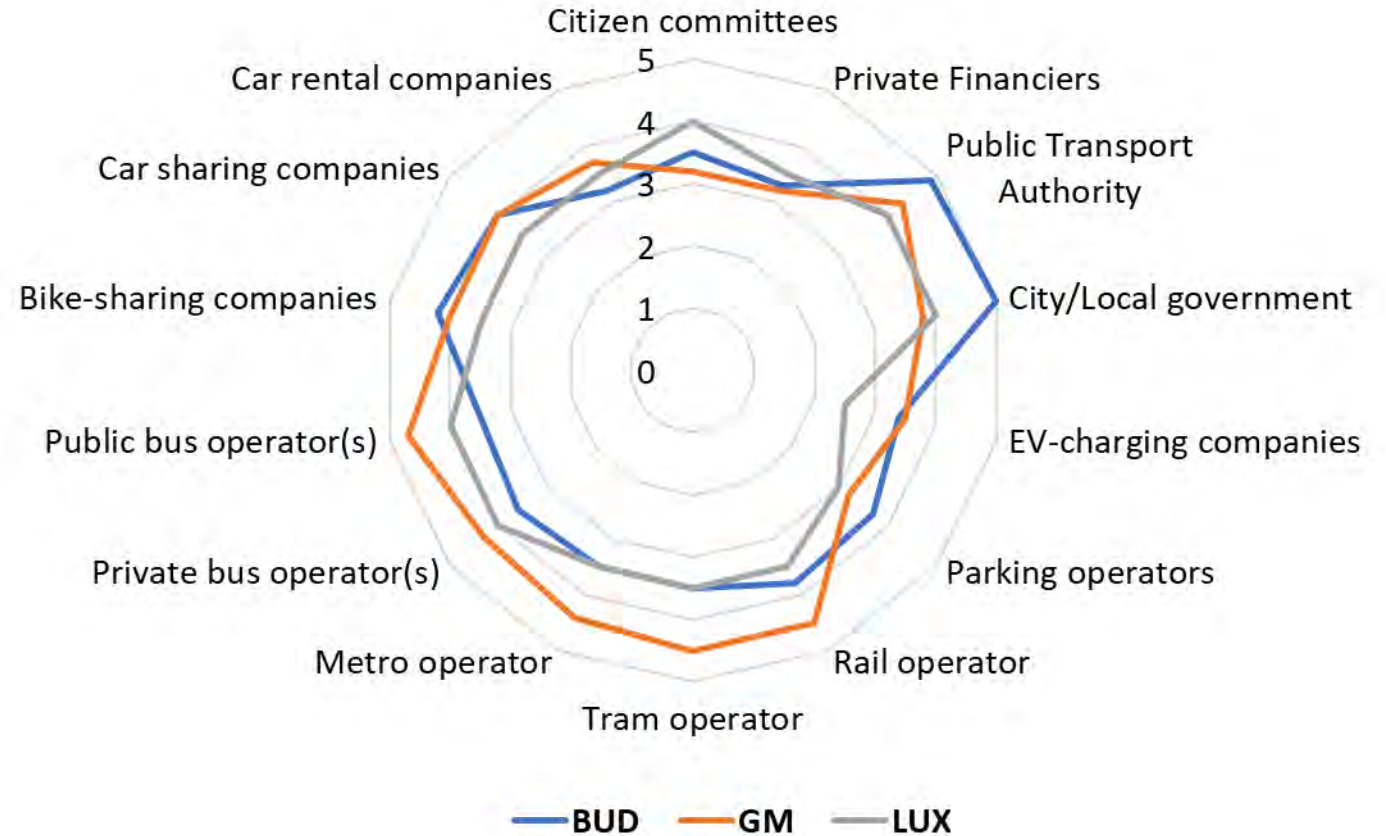 Citizen committees
5
Car rental companies
Private Financiers
4
Public Transport
Authority
Car sharing companies
3
2
Bike-sharing companies
City/Local government
1
0
Public bus operator(s)
EV-charging companies
Private bus operator(s)
Parking operators
Metro operator
Rail operator
Tram operator
BUD GM LUX